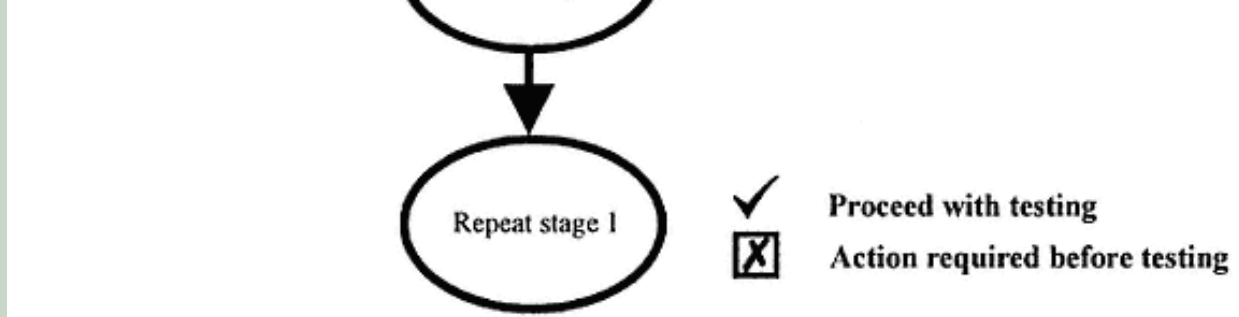 Repeat stage 1
Proceed with testing
Action required before testing